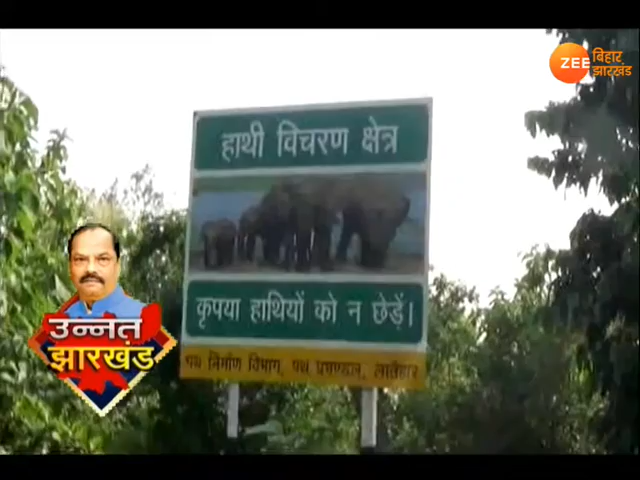 ZEE बिहार
झारखंड
हाथी विचरण क्षेत्र
कृपया हाथियों को न छेड़ें।
पथ निर्माण विभाग, पथ प्रमण्डल, लातेहार
उन्नत
झारखंड